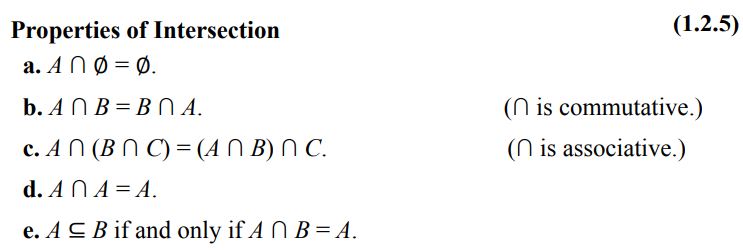 Properties of Intersection (1.2.5)
a. A ⋂ Ø = Ø.
b. A ⋂ B = B ⋂ A. (⋂ is commutative.)
c. A ⋂ (B ⋂ C) = (A ⋂ B) ⋂ C. (⋂ is associative.)
d. A ⋂ A = A.
e. A ⊆ B if and only if A ⋂ B = A.